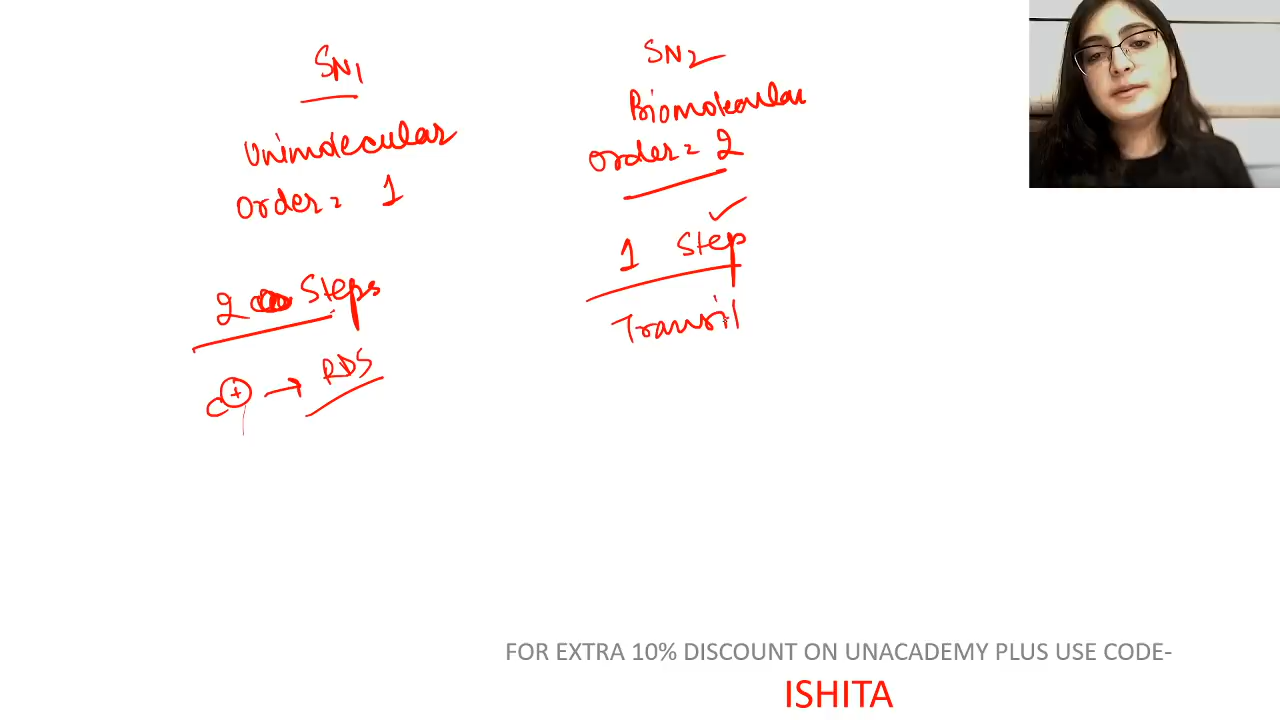 SN1
Unimolecular
Order = 1
2 Steps
C+ → RDS
SN2
Biomolecular
Order = 2
1 Step
Transil
FOR EXTRA 10% DISCOUNT ON UNACADEMY PLUS USE CODE-
ISHITA